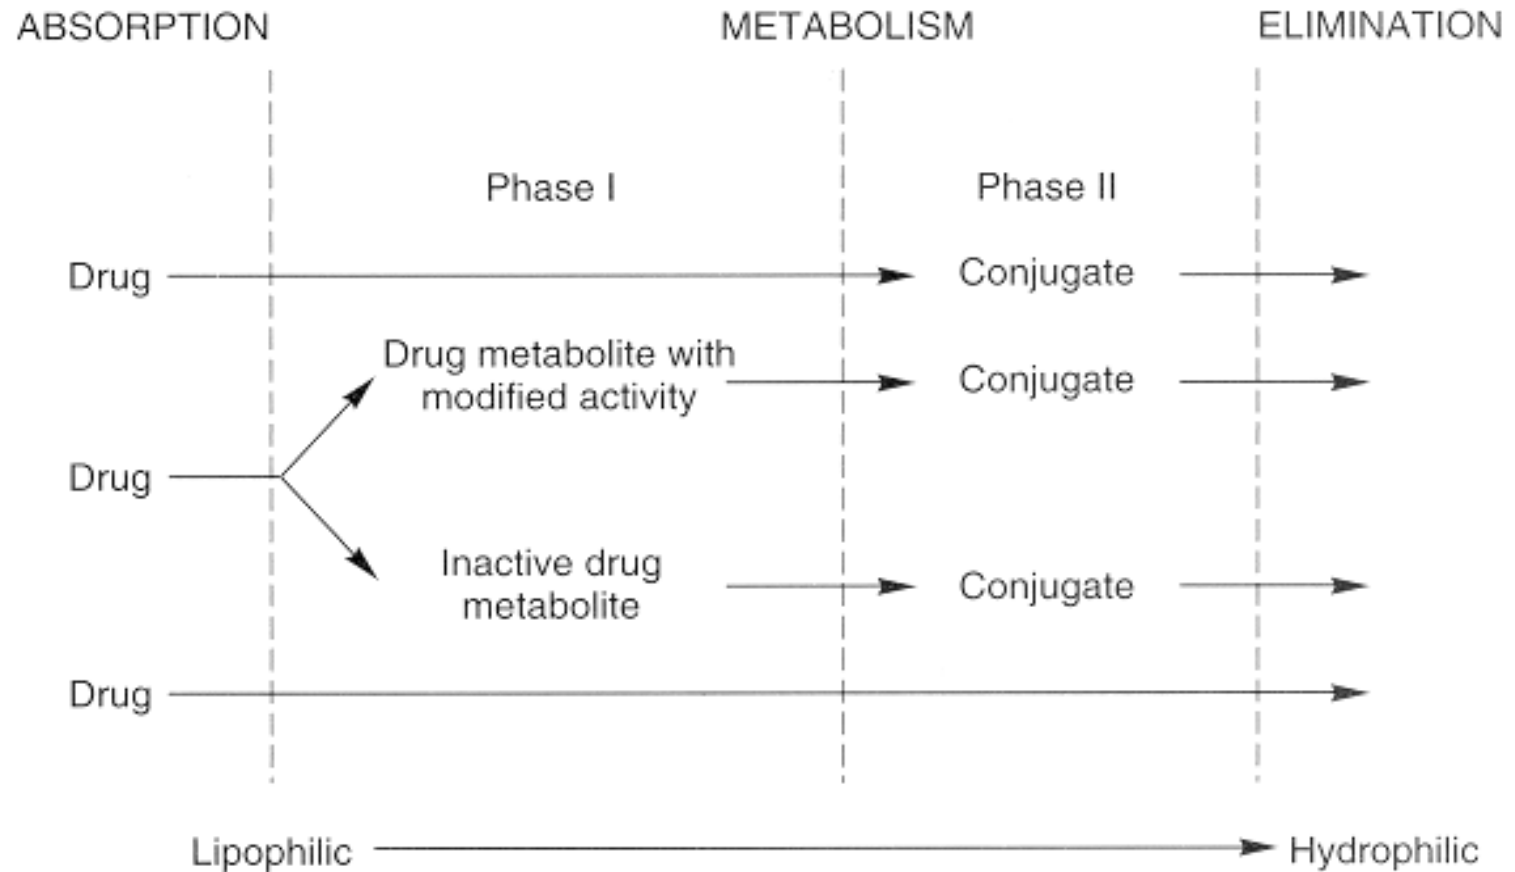 ABSORPTION
METABOLISM
ELIMINATION
Phase I
Phase II
Drug
Conjugate
Drug metabolite with
modified activity
Conjugate
Drug
Inactive drug
metabolite
Conjugate
Drug
Lipophilic
Hydrophilic